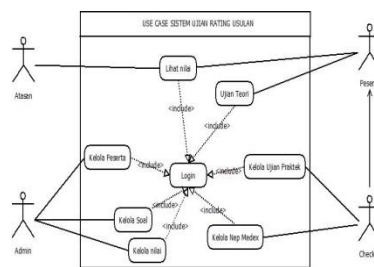 USE CASE SISTEM UJIAN RATING USULAN
Lihat nilai
Atasan
Peser
Ujian Teori
<include>
<include>
Kelola Peserta
<include>
<include>
Kelola Ujian Praktek
Login
<include>
Kelola Soal
<include>
<include>
Kelola Nep Medex
Kelola nilai
Admin
Check